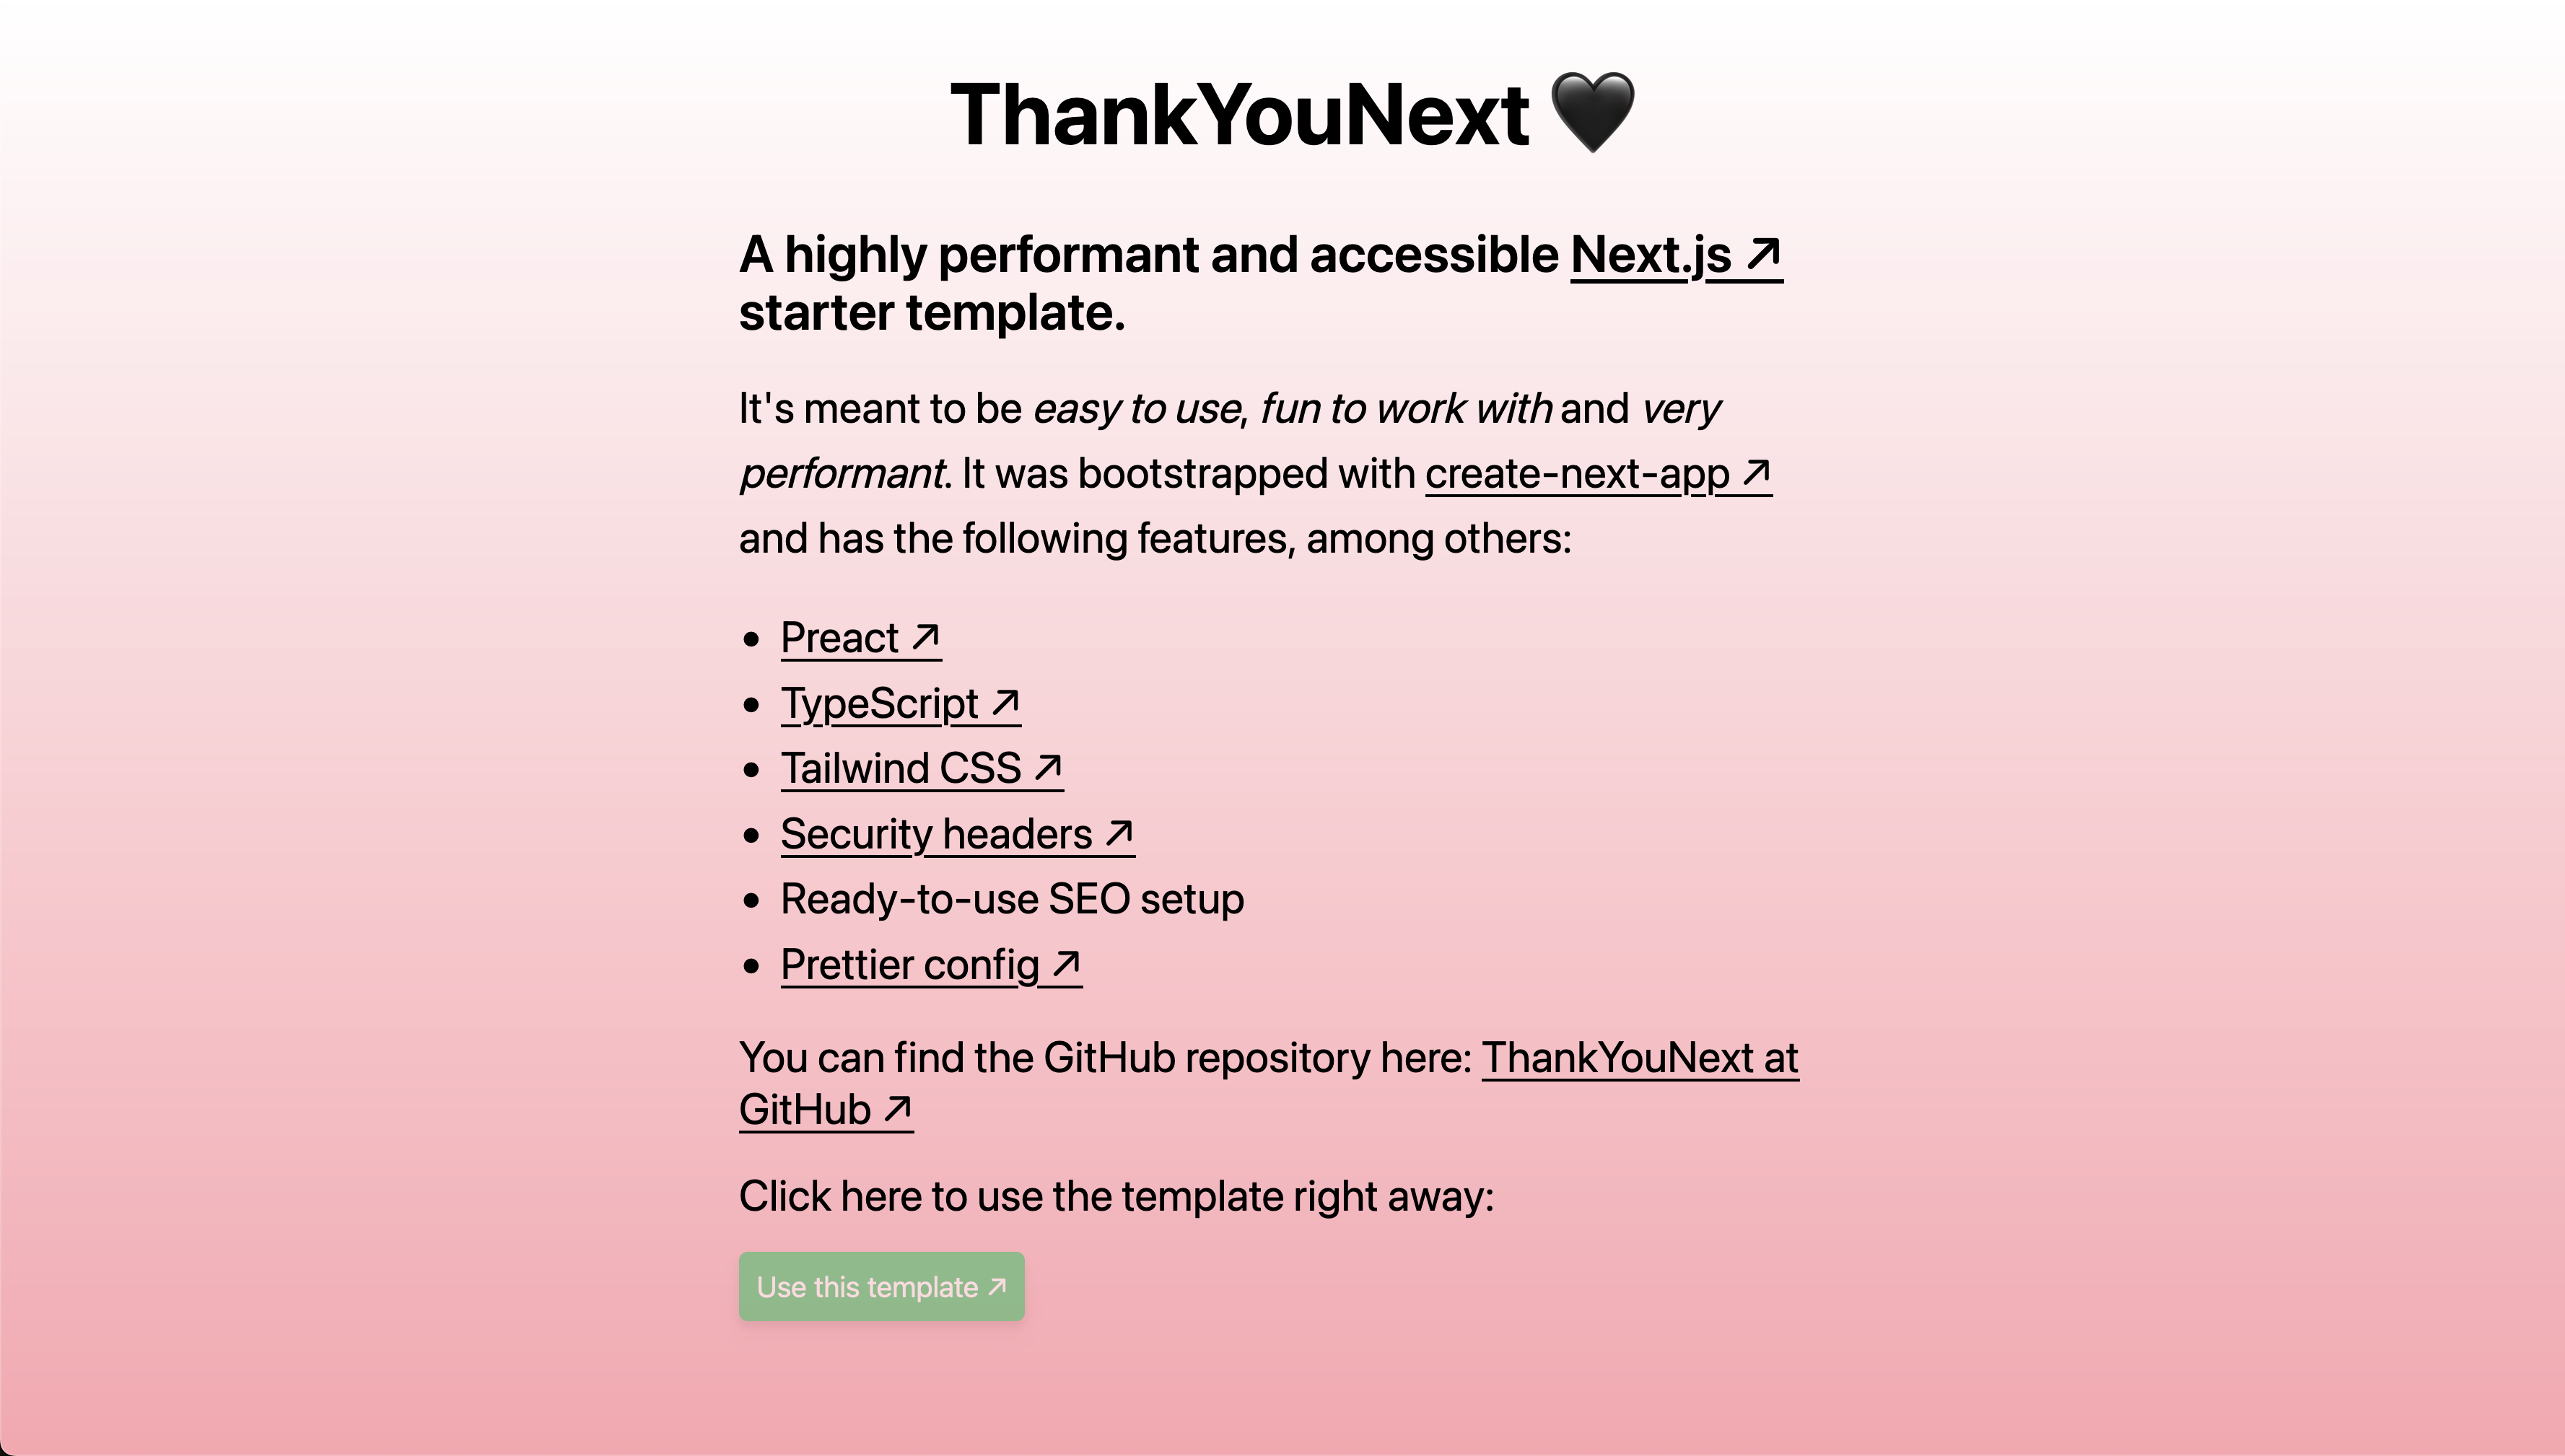 ThankYouNext 🖤
A highly performant and accessible Next.js ↗
starter template.
It's meant to be easy to use, fun to work with and very
performant. It was bootstrapped with create-next-app ↗
and has the following features, among others:
• Preact ↗
• TypeScript ↗
• Tailwind CSS ↗
• Security headers ↗
• Ready-to-use SEO setup
• Prettier config ↗
You can find the GitHub repository here: ThankYouNext at
GitHub ↗
Click here to use the template right away:
Use this template ↗